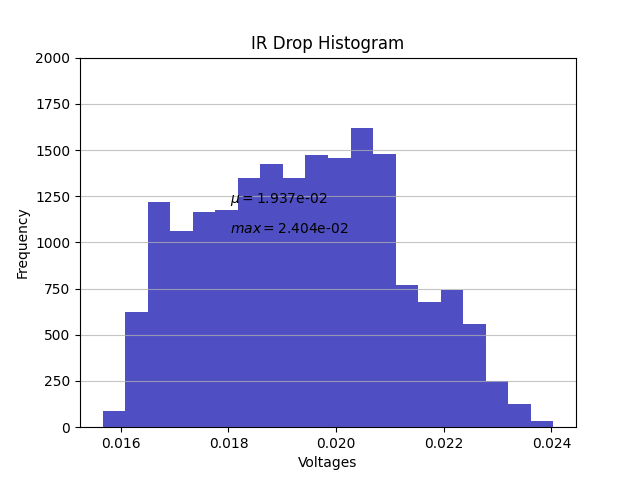 IR Drop Histogram
2000
1750
1500
1250
1000
750
500
250
0
Frequency
μ = 1.937e-02
max = 2.404e-02
0.016 0.018 0.020 0.022 0.024
Voltages